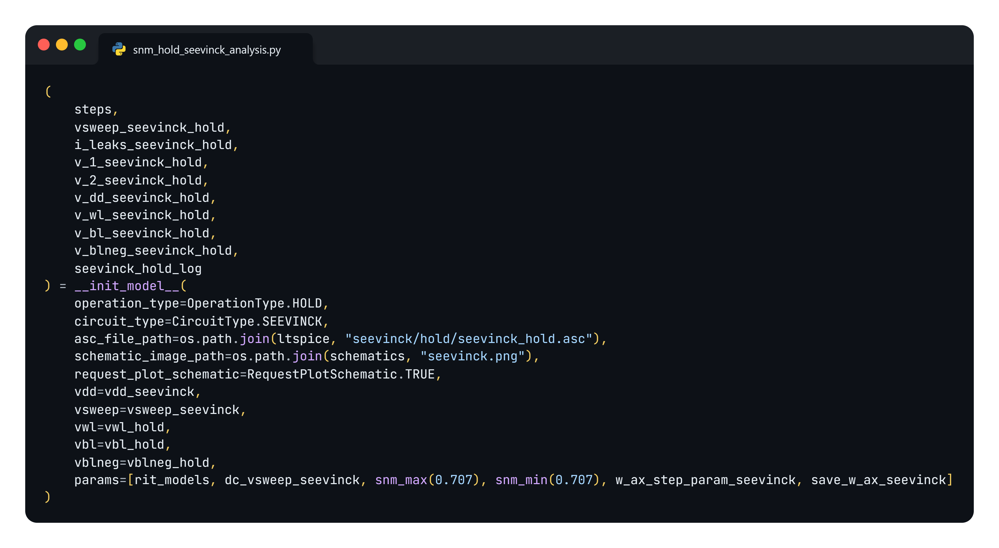 snm_hold_seevinck_analysis.py
(
    steps,
    vsweep_seevinck_hold,
    i_leaks_seevinck_hold,
    v_1_seevinck_hold,
    v_2_seevinck_hold,
    v_dd_seevinck_hold,
    v_wl_seevinck_hold,
    v_bl_seevinck_hold,
    v_blneg_seevinck_hold,
    seevinck_hold_log
) = __init_model__(
    operation_type=OperationType.HOLD,
    circuit_type=CircuitType.SEEVINCK,
    asc_file_path=os.path.join(ltspice, "seevinck/hold/seevinck_hold.asc"),
    schematic_image_path=os.path.join(schematics, "seevinck.png"),
    request_plot_schematic=RequestPlotSchematic.TRUE,
    vdd=vdd_seevinck,
    vsweep=vsweep_seevinck,
    vwl=vwl_hold,
    vbl=vbl_hold,
    vblneg=vblneg_hold,
    params=[rit_models, dc_vsweep_seevinck, snm_max(0.707), snm_min(0.707), w_ax_step_param_seevinck, save_w_ax_seevinck]
)